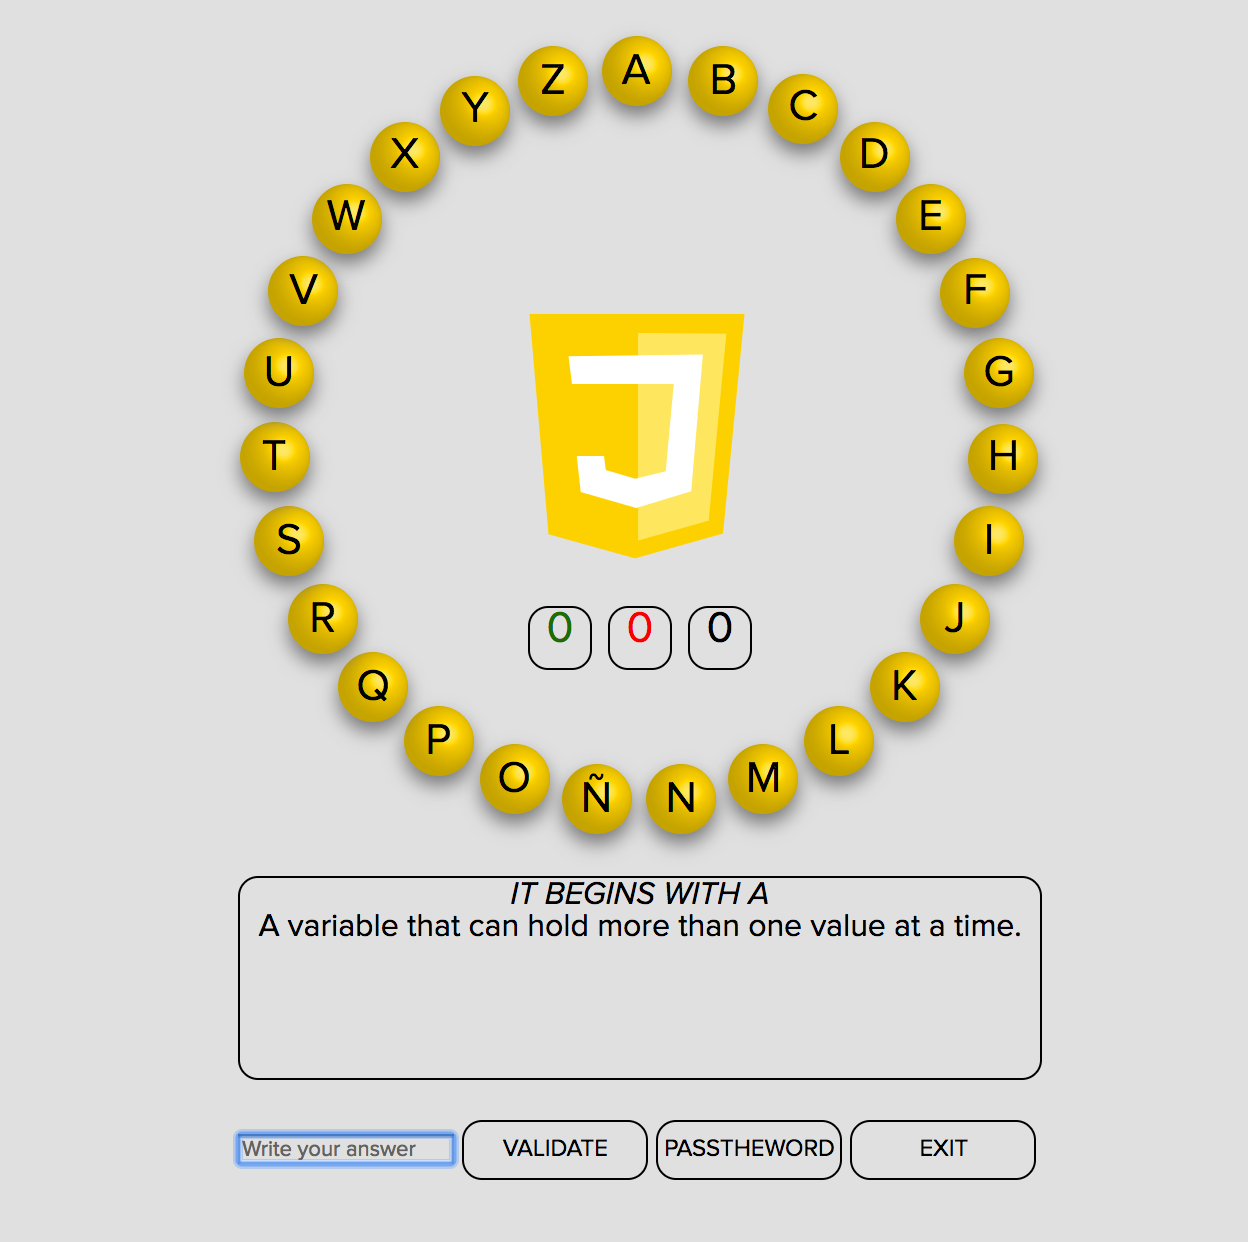 A
B
C
D
E
F
G
H
I
J
K
L
M
N
Ñ
O
P
Q
R
S
T
U
V
W
X
Y
Z
J
0 0 0
IT BEGINS WITH A
A variable that can hold more than one value at a time.
Write your answer VALIDATE PASSTHEWORD EXIT